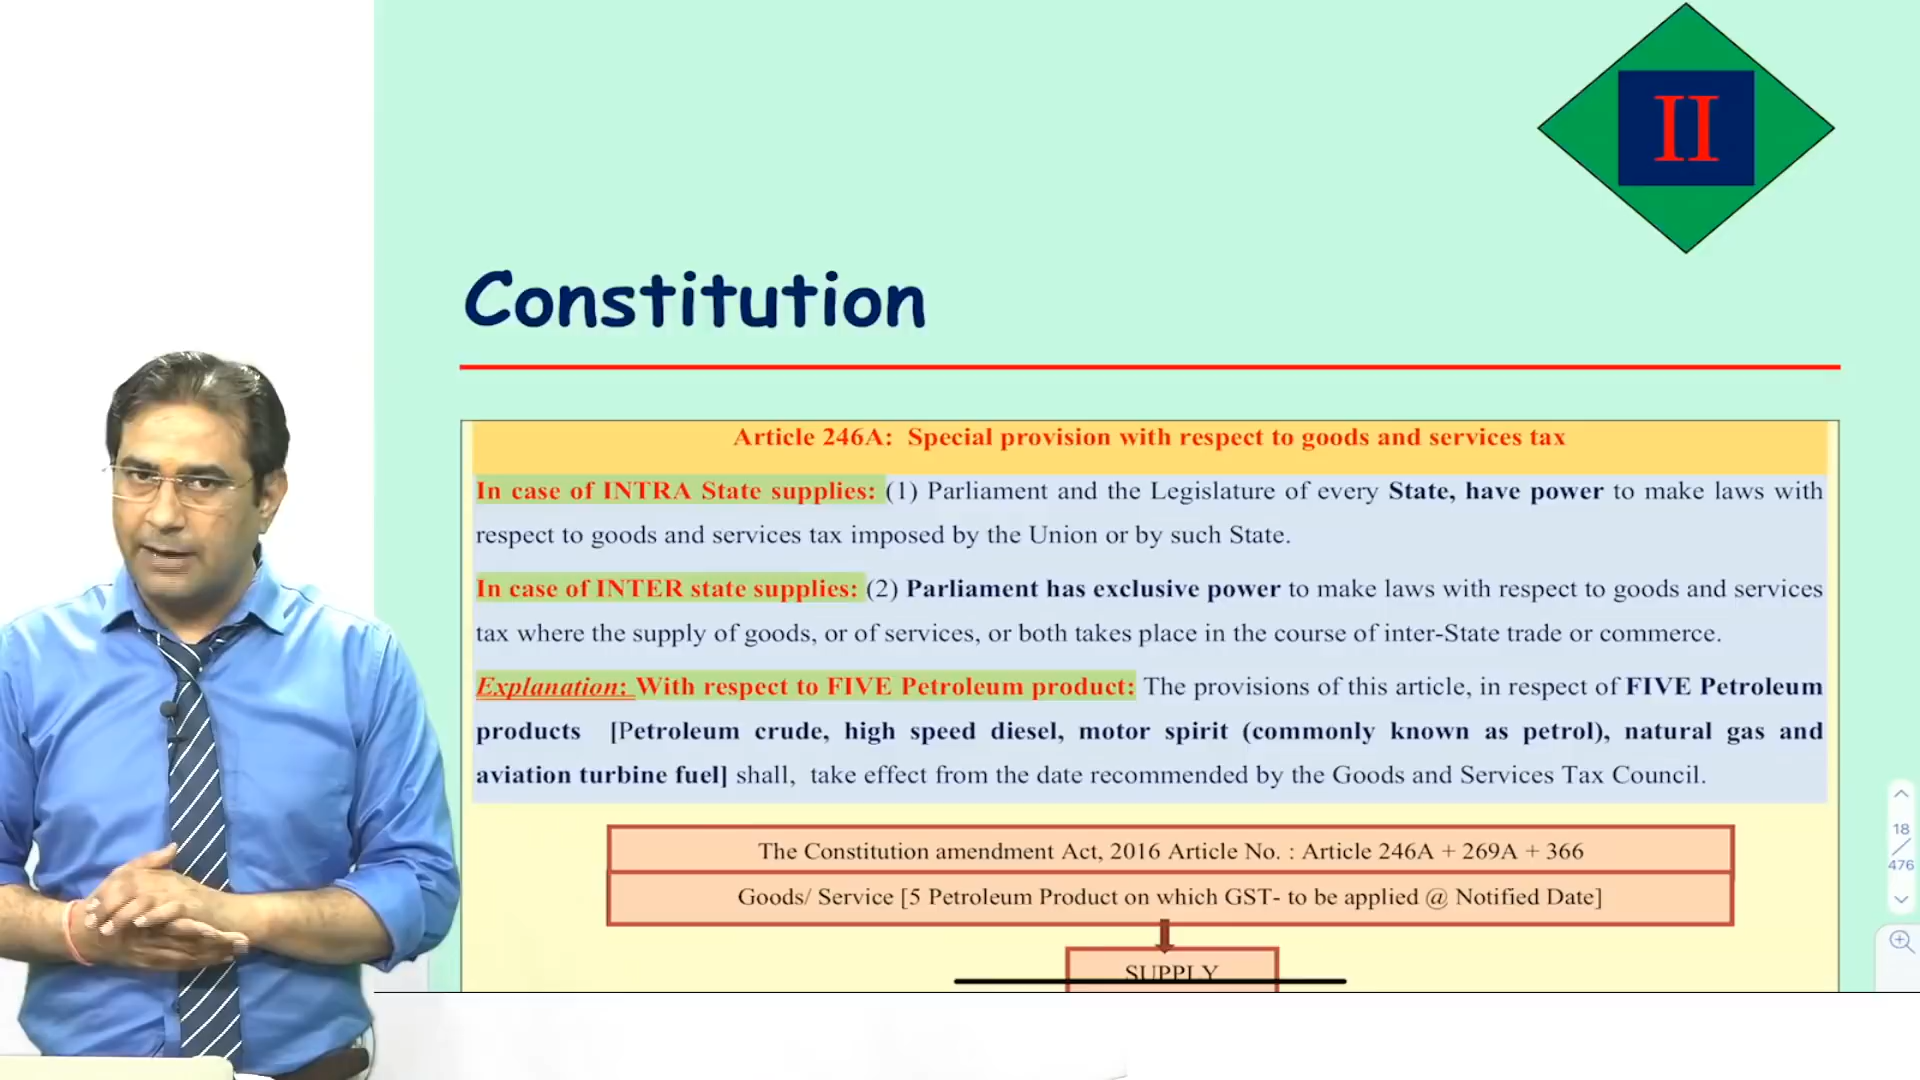 II
Constitution
Article 246A: Special provision with respect to goods and services tax
In case of INTRA State supplies: (1) Parliament and the Legislature of every State, have power to make laws with
respect to goods and services tax imposed by the Union or by such State.
In case of INTER state supplies: (2) Parliament has exclusive power to make laws with respect to goods and services
tax where the supply of goods, or of services, or both takes place in the course of inter-State trade or commerce.
Explanation: With respect to FIVE Petroleum product: The provisions of this article, in respect of FIVE Petroleum
products [Petroleum crude, high speed diesel, motor spirit (commonly known as petrol), natural gas and
aviation turbine fuel] shall, take effect from the date recommended by the Goods and Services Tax Council.
The Constitution amendment Act, 2016 Article No. : Article 246A + 269A + 366
Goods/ Service [5 Petroleum Product on which GST- to be applied @ Notified Date]
SUPPLY
18
/
476